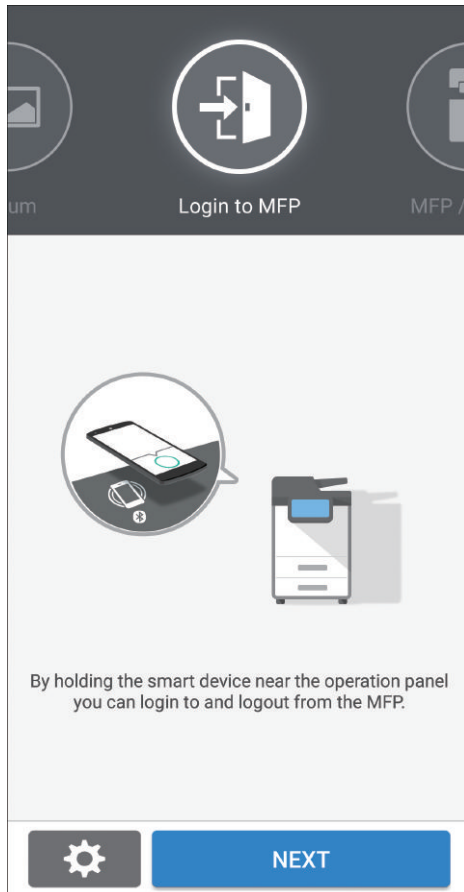 um
Login to MFP
MFP /
By holding the smart device near the operation panel
you can login to and logout from the MFP.
NEXT